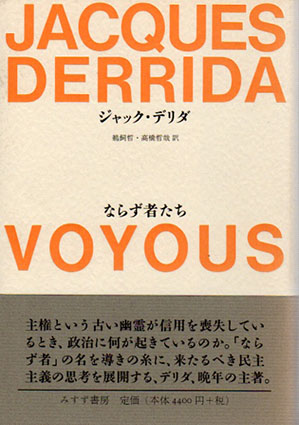 JACQUES
DERRIDA
ジャック・デリダ
鵜飼哲・高橋哲哉 訳
ならず者たち
VOYOUS
主権という古い幽霊が信用を喪失してい
るとき、政治に何が起きているのか。「なら
ず者」の名を導きの糸に、来たるべき民主
主義の思考を展開する、デリダ、晩年の主著。
みすず書房 定価（本体4400円＋税）